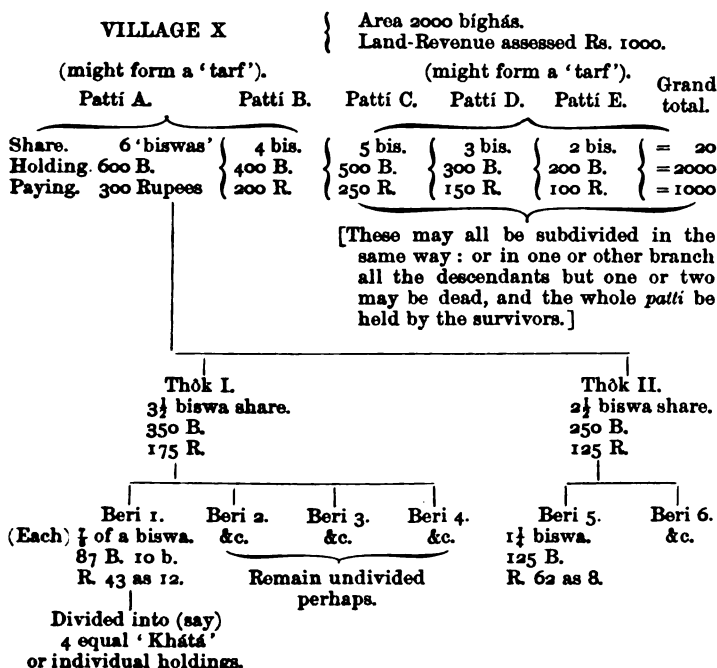 VILLAGE X
Area 2000 bíghás.
Land-Revenue assessed Rs. 1000.
(might form a ‘tarf’). (might form a ‘tarf’).
Pattí A. Pattí B. Pattí C. Pattí D. Pattí E. Grand total.
Share. 6 ‘biswas’ 4 bis. 5 bis. 3 bis. 2 bis. = 20
Holding. 600 B. 400 B. 500 B. 300 B. 200 B. =2000
Paying. 300 Rupees 200 R. 250 R. 150 R. 100 R. =1000
[These may all be subdivided in the
same way: or in one or other branch
all the descendants but one or two
may be dead, and the whole pattí be
held by the survivors.]
Thôk I.
3½ biswa share.
350 B.
175 R.
Thôk II.
2½ biswa share.
250 B.
125 R.
Beri 1. Beri 2. Beri 3. Beri 4. Beri 5. Beri 6.
(Each) ⅞ of a biswa. &c. &c. &c. 1¼ biswa. &c.
87 B. 10 b. 125 B.
R. 43 as 12. R. 62 as 8.
Remain undivided
perhaps.
Divided into (say)
4 equal ‘Khátá’
or individual holdings.